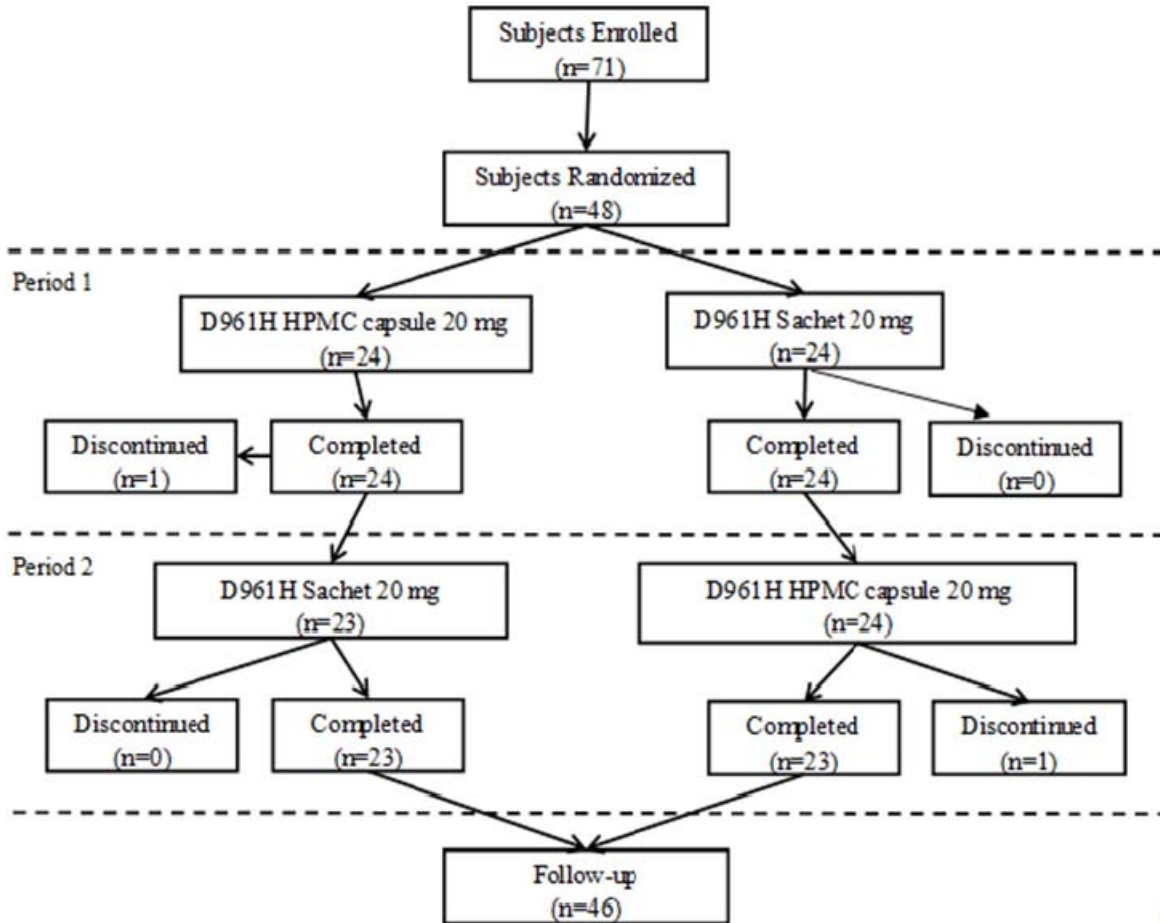 Subjects Enrolled
(n=71)
Subjects Randomized
(n=48)
Period 1
D961H HPMC capsule 20 mg
(n=24)
D961H Sachet 20 mg
(n=24)
Discontinued
(n=1)
Completed
(n=24)
Completed
(n=24)
Discontinued
(n=0)
Period 2
D961H Sachet 20 mg
(n=23)
D961H HPMC capsule 20 mg
(n=24)
Discontinued
(n=0)
Completed
(n=23)
Completed
(n=23)
Discontinued
(n=1)
Follow-up
(n=46)